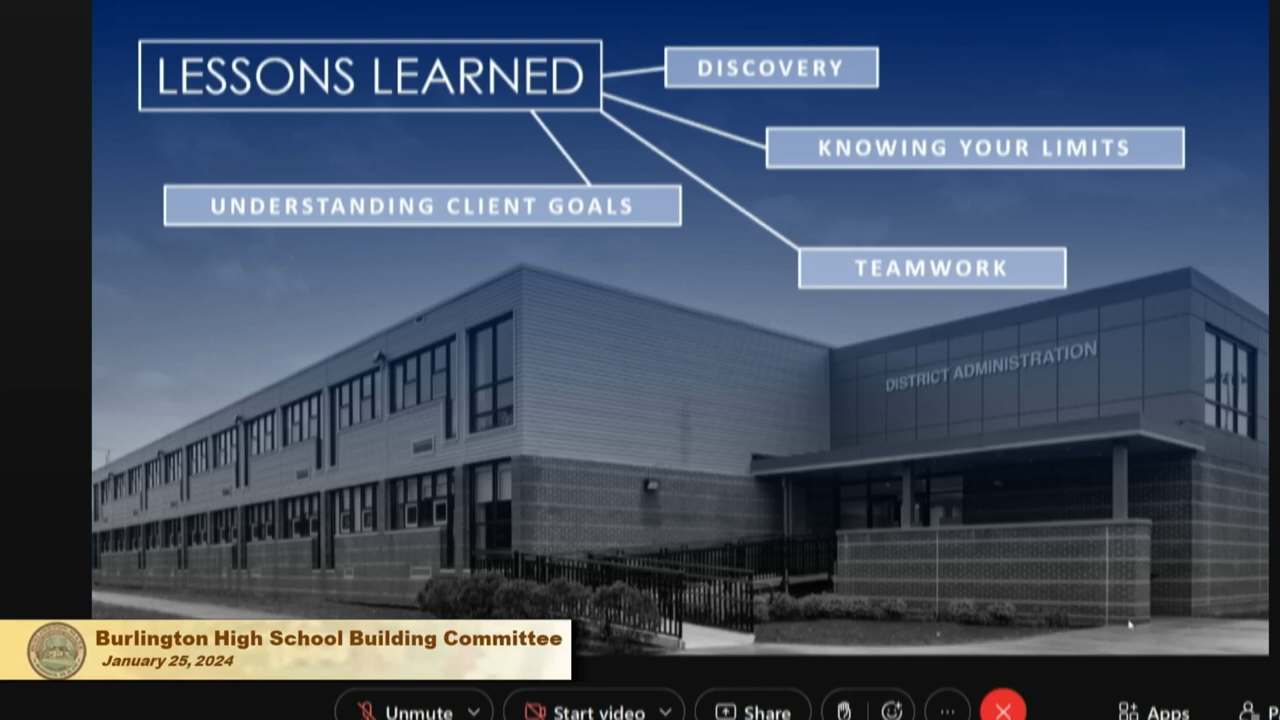 LESSONS LEARNED
DISCOVERY
KNOWING YOUR LIMITS
UNDERSTANDING CLIENT GOALS
TEAMWORK
DISTRICT ADMINISTRATION
Burlington High School Building Committee
January 25, 2024
Unmute
Start video
Share
Apps
P